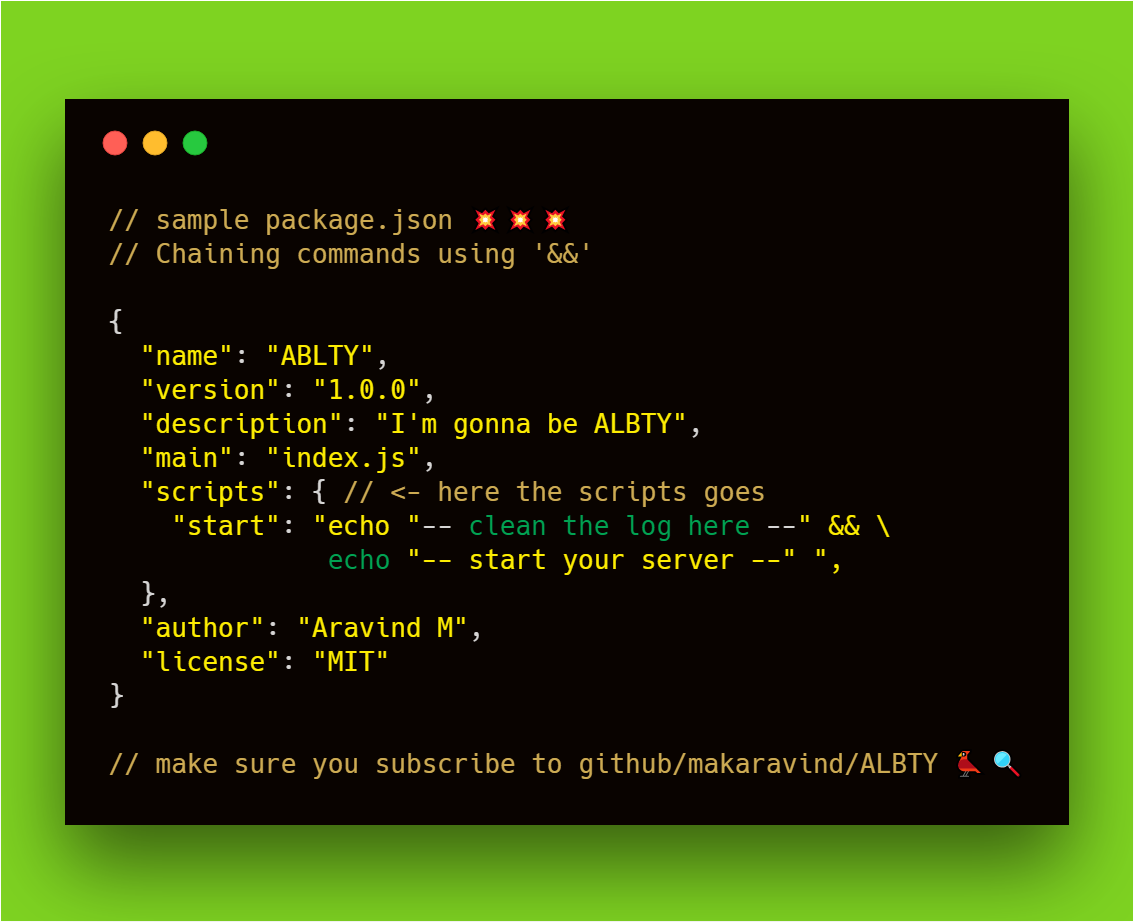 // sample package.json 💥 💥 💥
// Chaining commands using '&&'
{
"name": "ABLTY",
"version": "1.0.0",
"description": "I'm gonna be ALBTY",
"main": "index.js",
"scripts": { // <- here the scripts goes
"start": "echo "-- clean the log here --" && \
echo "-- start your server --" ",
},
"author": "Aravind M",
"license": "MIT"
}
// make sure you subscribe to github/makaravind/ALBTY 🐦 🔍